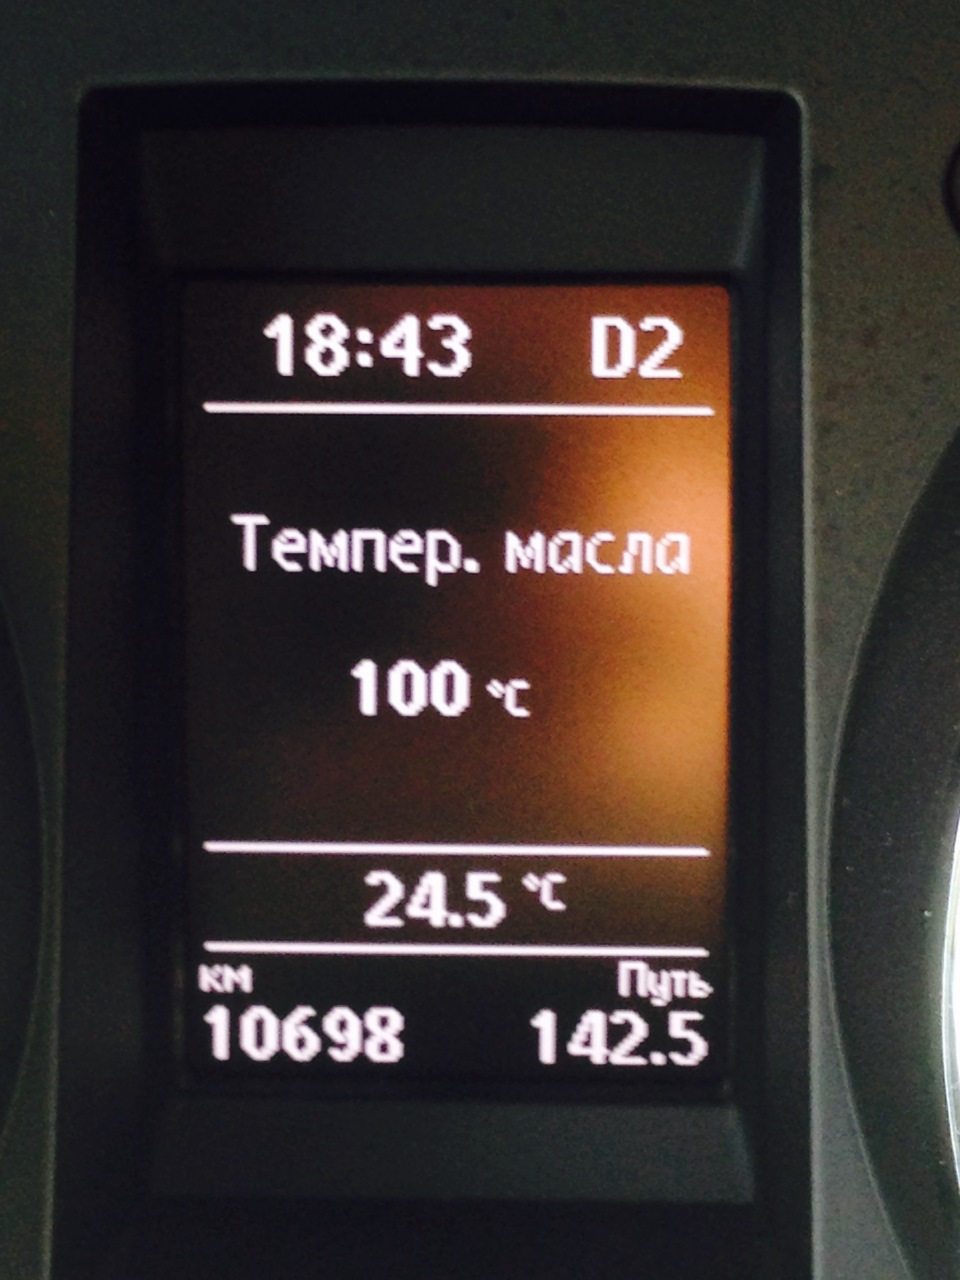 18:43 D2
Темпер. масла
100 °C
24.5 °C
км Путь
10698 142.5